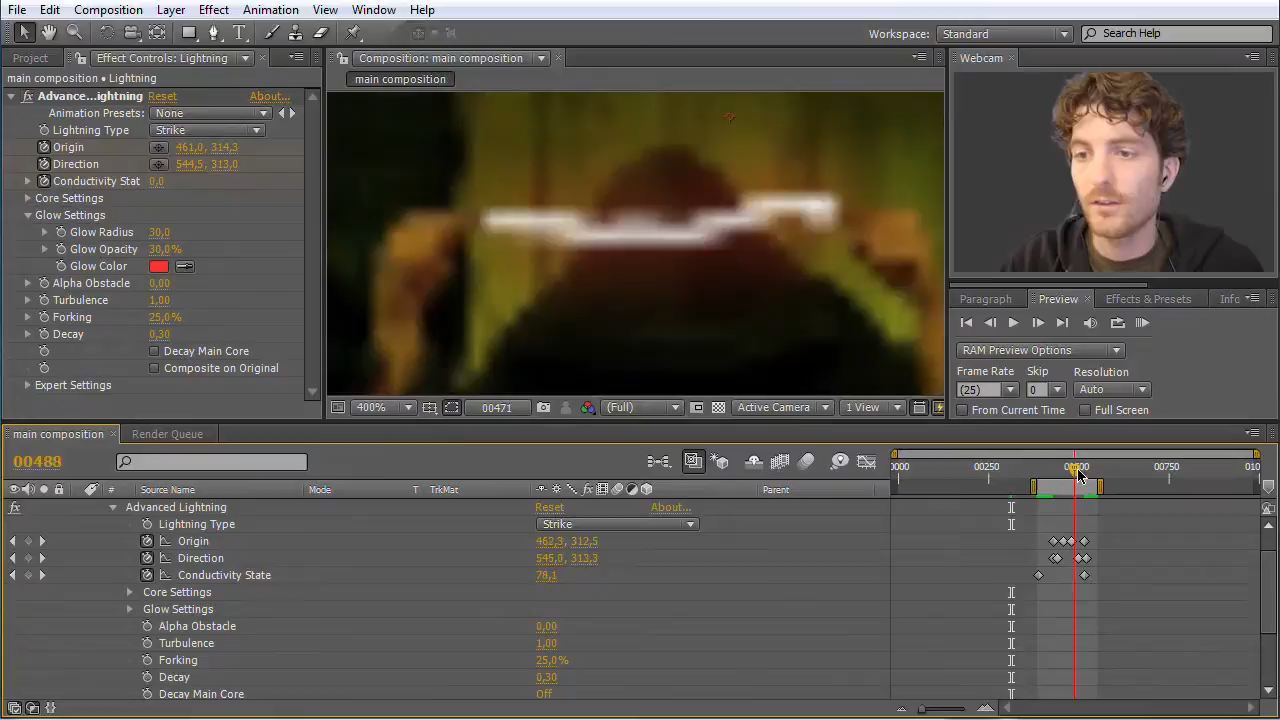 File Edit Composition Layer Effect Animation View Window Help
Workspace: Standard Search Help
Project Effect Controls: Lightning Composition: main composition Webcam
main composition • Lightning main composition
Advance...ightning Reset About...
Animation Presets: None
Lightning Type Strike
Origin 461,0, 314,3
Direction 544,5, 313,0
Conductivity Stat 0,0
Core Settings
Glow Settings
Glow Radius 30,0
Glow Opacity 30,0%
Glow Color
Alpha Obstacle 0,00
Turbulence 1,00
Forking 25,0%
Decay 0,30
Decay Main Core
Composite on Original
Expert Settings
400% 00471 (Full) Active Camera 1 View
Paragraph Preview Effects & Presets Info
RAM Preview Options
Frame Rate Skip Resolution
(25) 0 Auto
From Current Time Full Screen
main composition Render Queue
00488
0000 00250 00750 010
# Source Name Mode T TrkMat Parent
Advanced Lightning Reset About...
Lightning Type Strike
Origin 462,3, 312,5
Direction 545,0, 313,3
Conductivity State 78,1
Core Settings
Glow Settings
Alpha Obstacle 0,00
Turbulence 1,00
Forking 25,0%
Decay 0,30
Decay Main Core Off